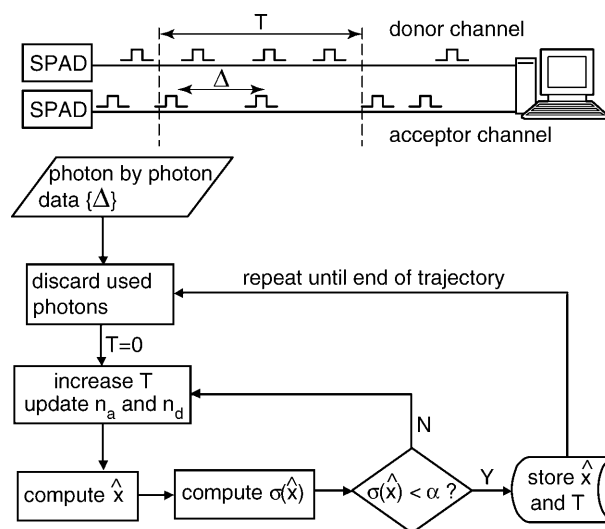 T
donor channel
SPAD
Δ
SPAD
acceptor channel
photon by photon
data {Δ}
discard used
photons
repeat until end of trajectory
T=0
increase T
update n_a and n_d
N
compute x̂
compute σ(x̂)
σ(x̂) < α ?
Y
store x̂
and T